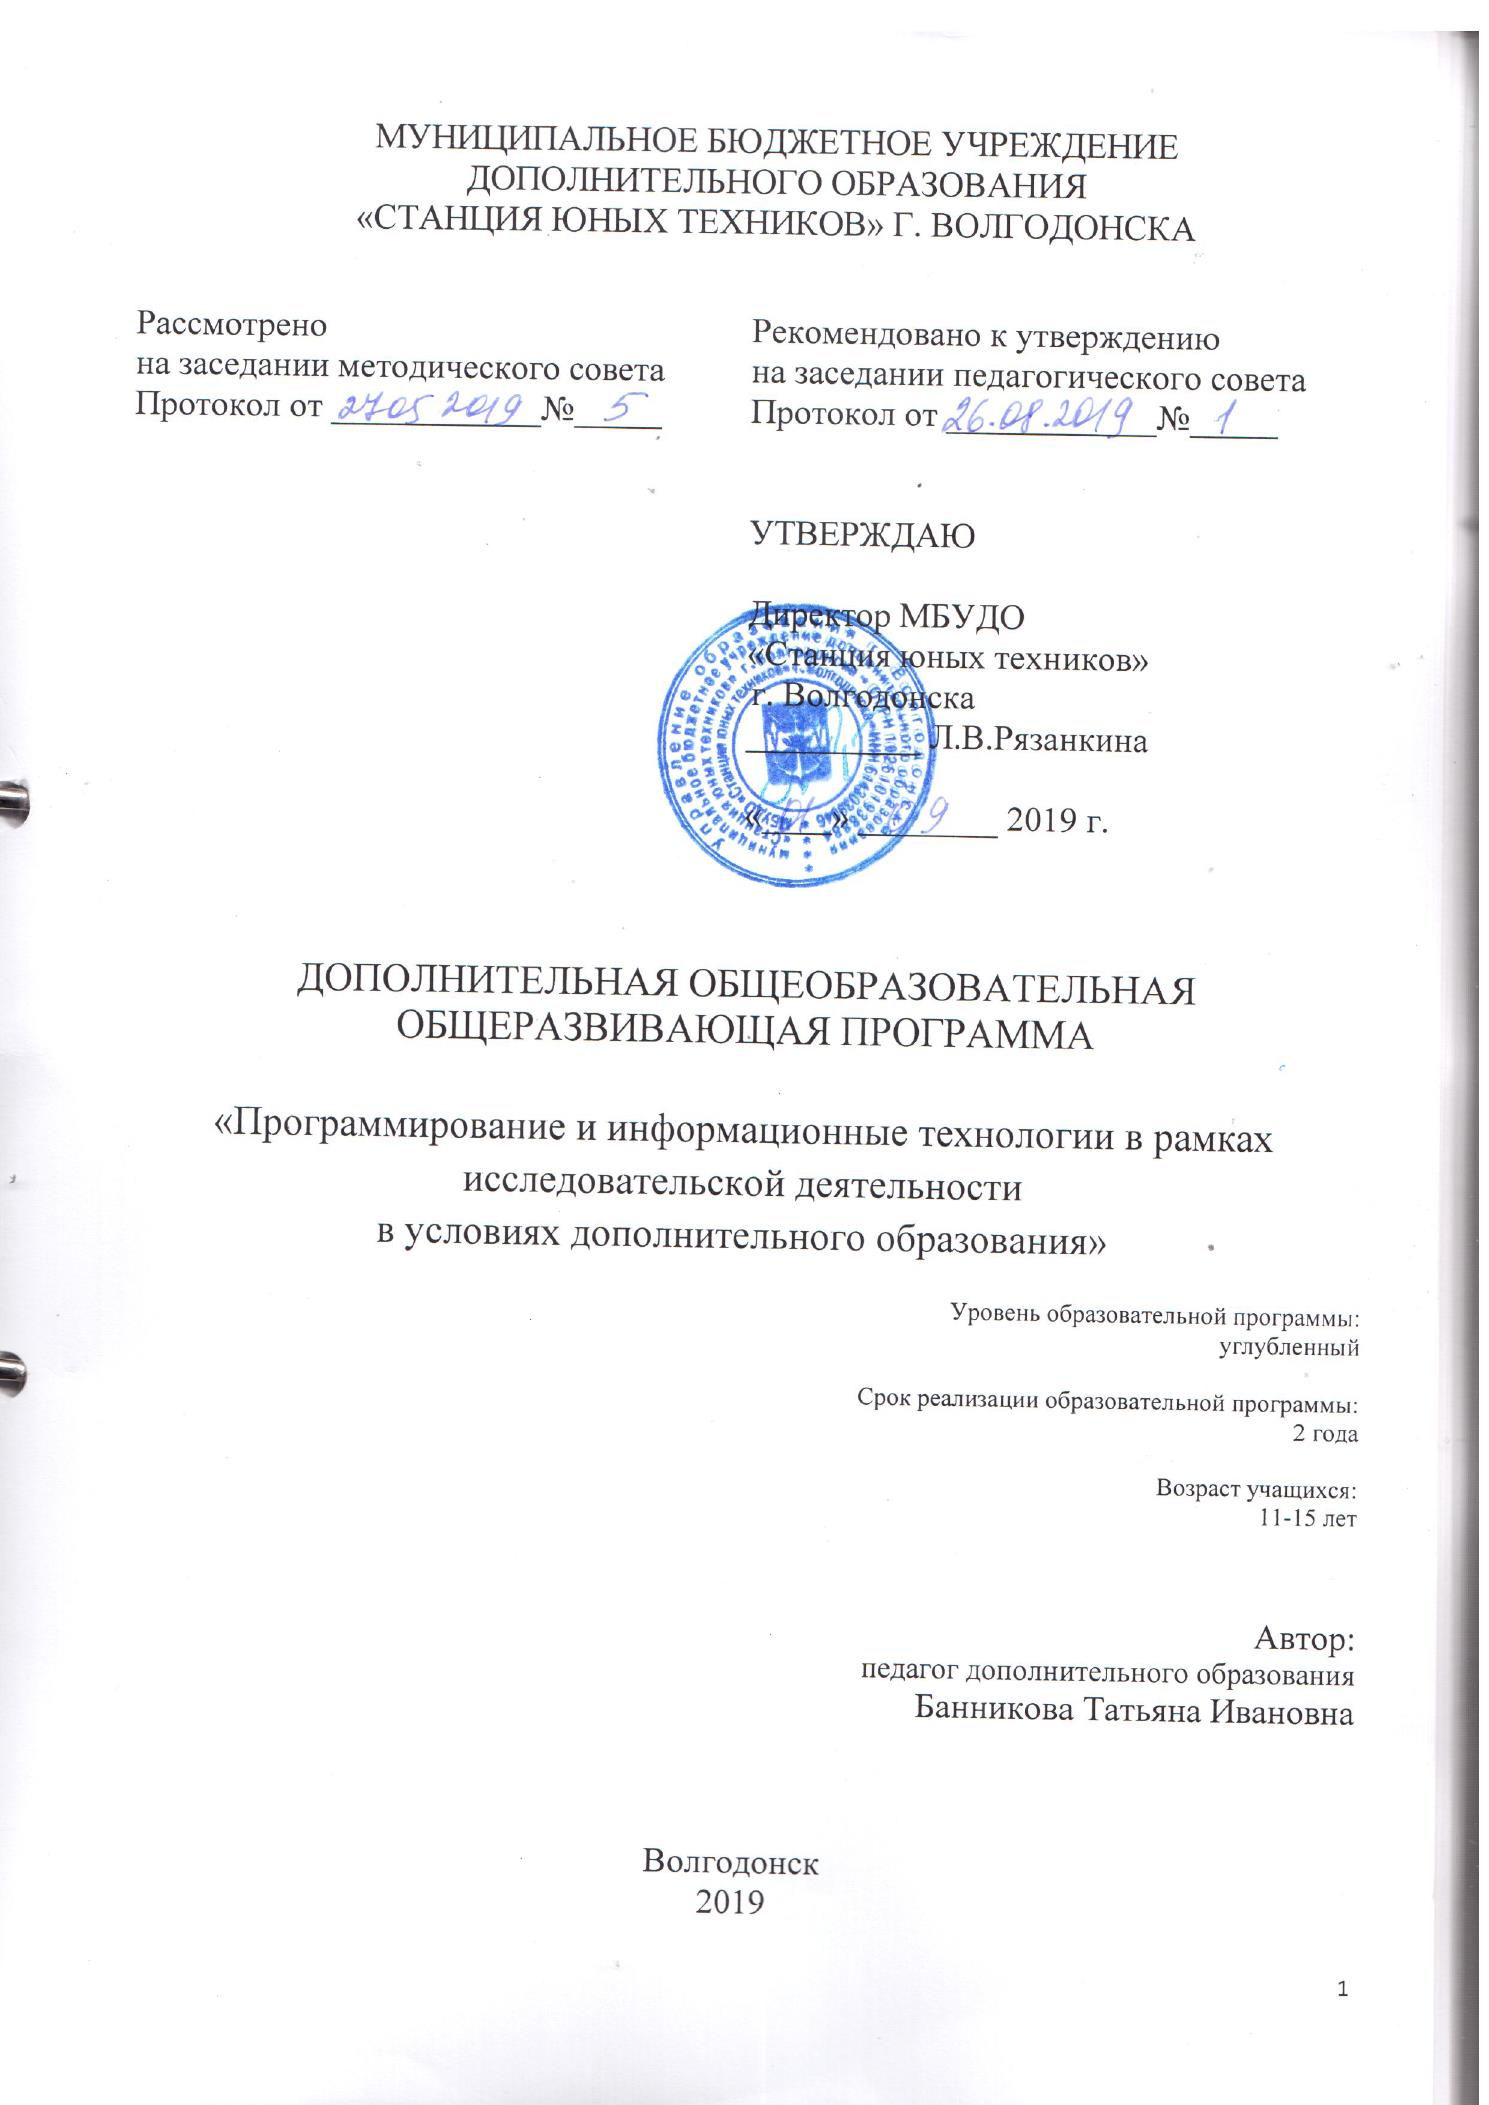 МУНИЦИПАЛЬНОЕ БЮДЖЕТНОЕ УЧРЕЖДЕНИЕ
ДОПОЛНИТЕЛЬНОГО ОБРАЗОВАНИЯ
«СТАНЦИЯ ЮНЫХ ТЕХНИКОВ» Г. ВОЛГОДОНСКА
Рассмотрено
на заседании методического совета
Протокол от 27 05 2019 № 5
Рекомендовано к утверждению
на заседании педагогического совета
Протокол от 26.08.2019 № 1
УТВЕРЖДАЮ
Директор МБУДО
«Станция юных техников»
г. Волгодонска
Л.В.Рязанкина
«01» 09 2019 г.
ДОПОЛНИТЕЛЬНАЯ ОБЩЕОБРАЗОВАТЕЛЬНАЯ
ОБЩЕРАЗВИВАЮЩАЯ ПРОГРАММА
«Программирование и информационные технологии в рамках
исследовательской деятельности
в условиях дополнительного образования»
Уровень образовательной программы:
углубленный
Срок реализации образовательной программы:
2 года
Возраст учащихся:
11-15 лет
Автор:
педагог дополнительного образования
Банникова Татьяна Ивановна
Волгодонск
2019
1